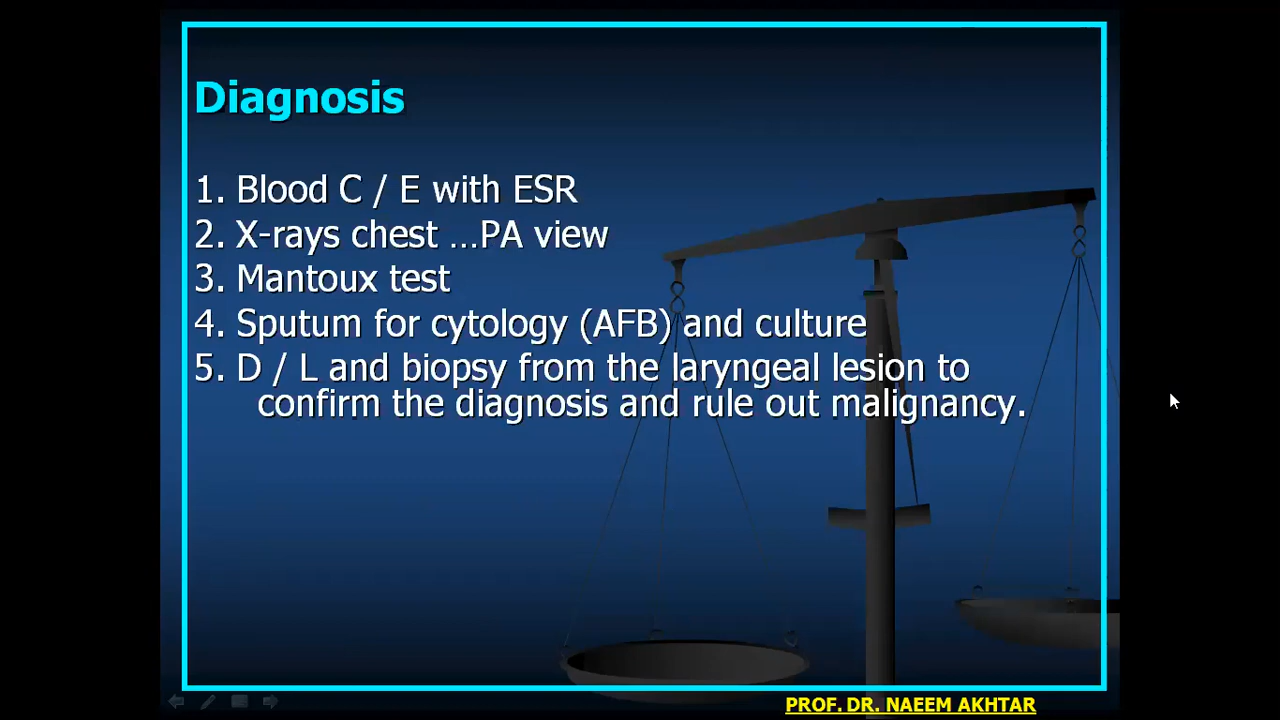 Diagnosis
1. Blood C / E with ESR
2. X-rays chest ...PA view
3. Mantoux test
4. Sputum for cytology (AFB) and culture
5. D / L and biopsy from the laryngeal lesion to
confirm the diagnosis and rule out malignancy.
PROF. DR. NAEEM AKHTAR